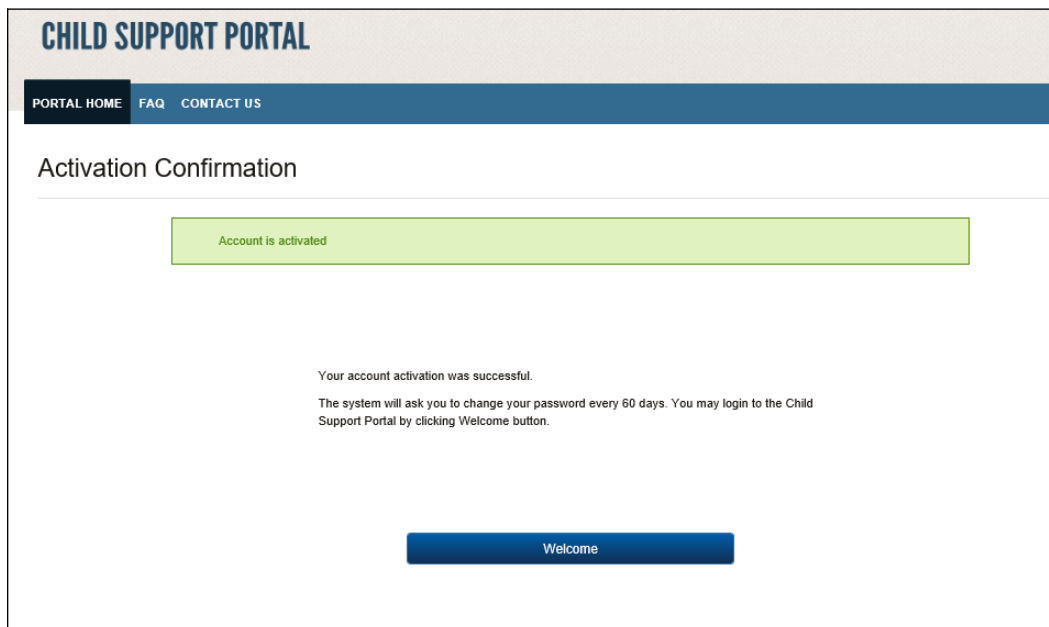 CHILD SUPPORT PORTAL
PORTAL HOME FAQ CONTACT US
Activation Confirmation
Account is activated
Your account activation was successful.
The system will ask you to change your password every 60 days. You may login to the Child
Support Portal by clicking Welcome button.
Welcome